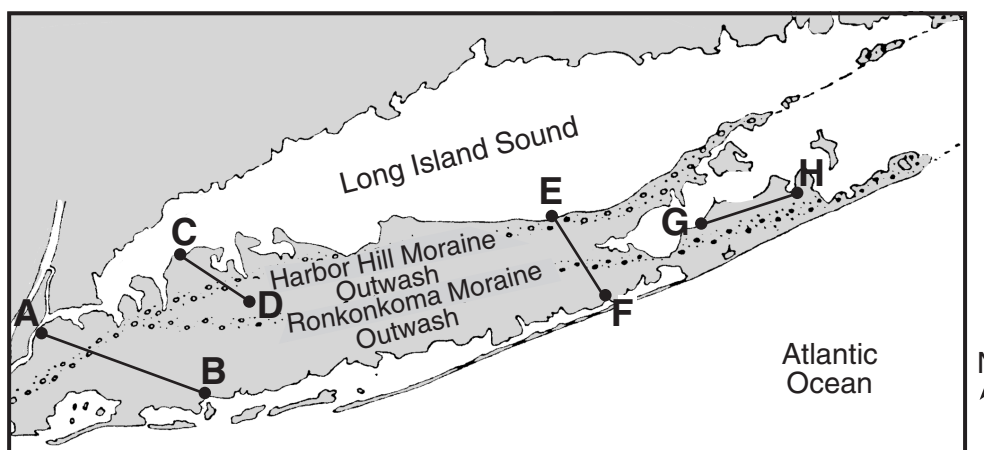 Long Island Sound
E
H
G
C
Harbor Hill Moraine
Outwash
D
Ronkonkoma Moraine
Outwash
F
A
B
Atlantic
Ocean
N